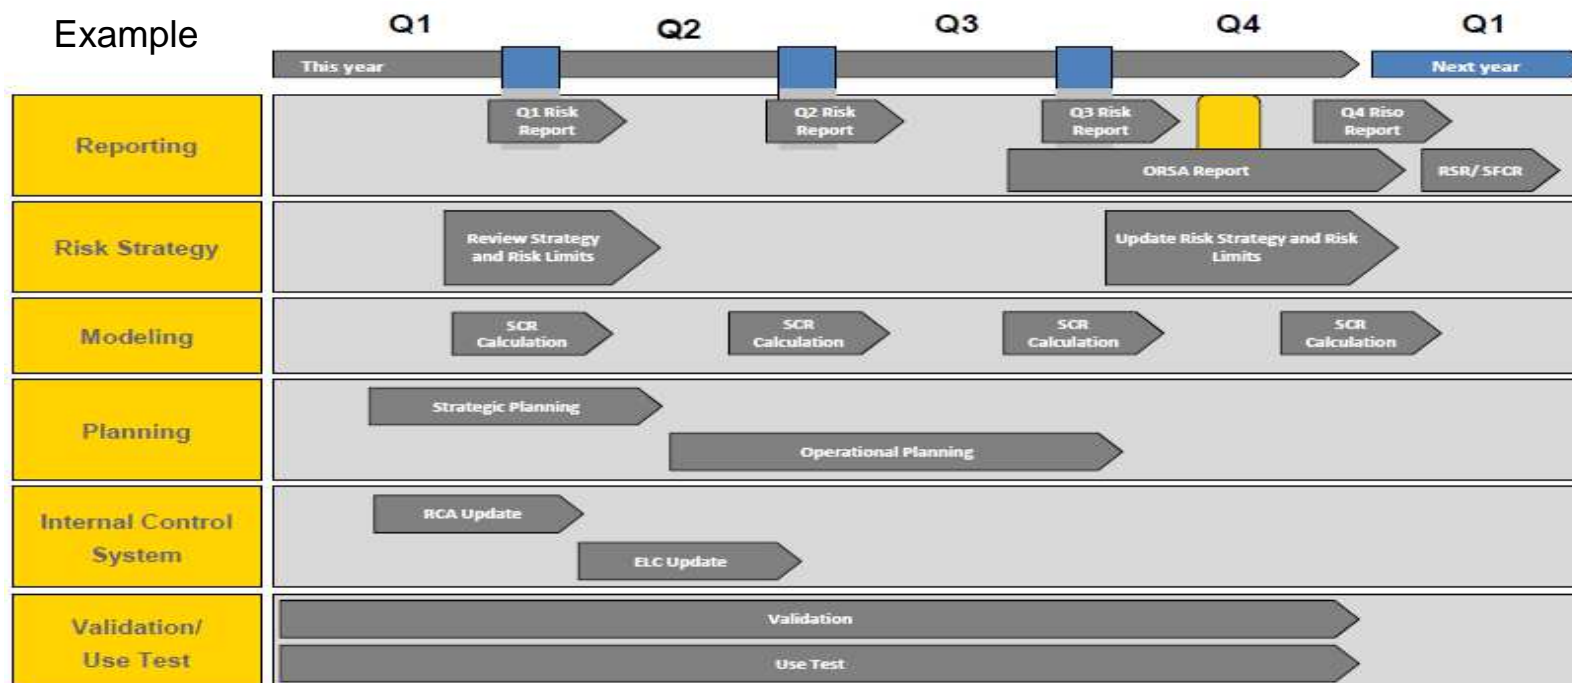 Example
Q1
Q2
Q3
Q4
Q1
This year
Next year
Reporting
Q1 Risk
Report
Q2 Risk
Report
Q3 Risk
Report
Q4 Riso
Report
ORSA Report
RSR/ SFCR
Risk Strategy
Review Strategy
and Risk Limits
Update Risk Strategy and Risk
Limits
Modeling
SCR
Calculation
SCR
Calculation
SCR
Calculation
SCR
Calculation
Planning
Strategic Planning
Operational Planning
Internal Control
System
RCA Update
ELC Update
Validation/
Use Test
Validation
Use Test